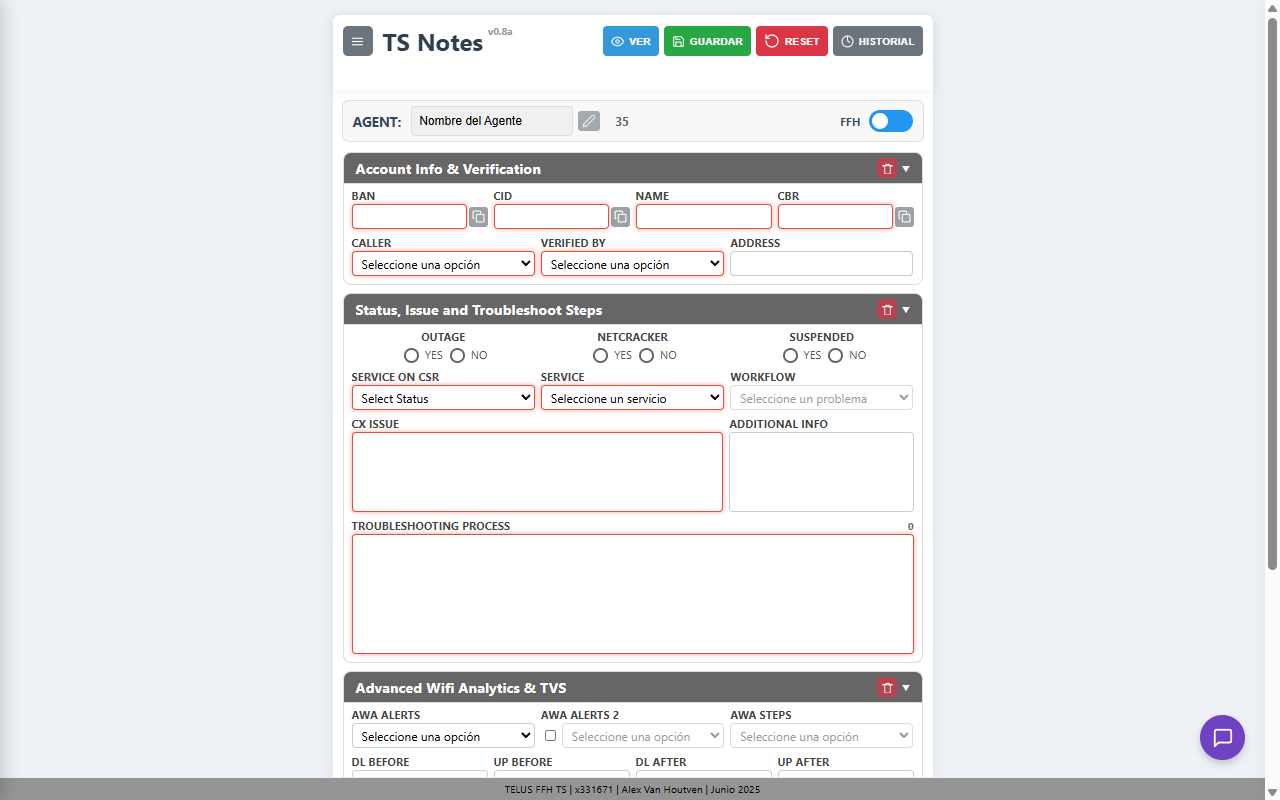 TS Notes v0.8a VER GUARDAR RESET HISTORIAL
AGENT: Nombre del Agente 35 FFH
Account Info & Verification
BAN CID NAME CBR
CALLER VERIFIED BY ADDRESS
Seleccione una opción Seleccione una opción
Status, Issue and Troubleshoot Steps
OUTAGE NETCRACKER SUSPENDED
YES NO YES NO YES NO
SERVICE ON CSR SERVICE WORKFLOW
Select Status Seleccione un servicio Seleccione un problema
CX ISSUE ADDITIONAL INFO
TROUBLESHOOTING PROCESS 0
Advanced Wifi Analytics & TVS
AWA ALERTS AWA ALERTS 2 AWA STEPS
Seleccione una opción Seleccione una opción Seleccione una opción
DL BEFORE UP BEFORE DL AFTER UP AFTER
TELUS FFH TS | x331671 | Alex Van Houtven | Junio 2025